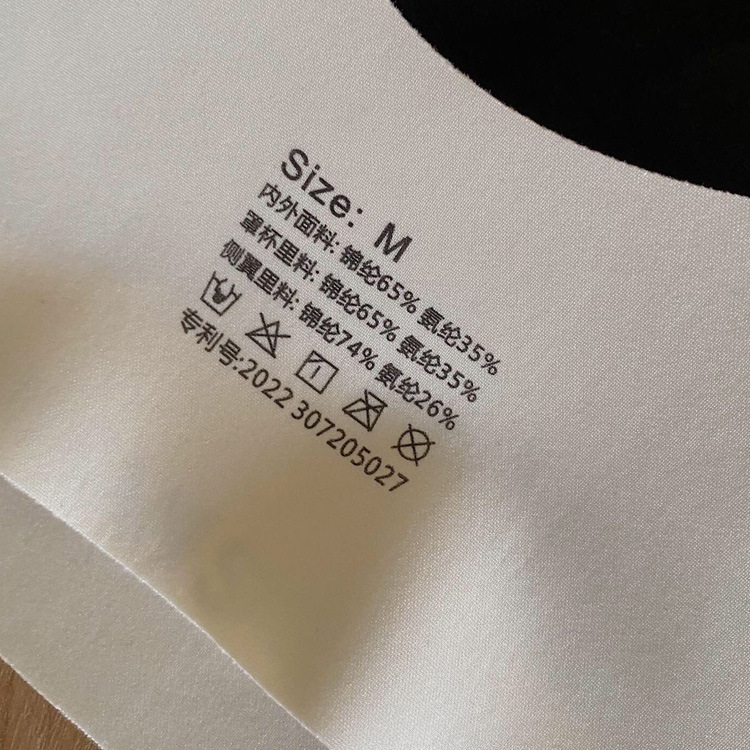 Size: M
内外面料: 锦纶65% 氨纶35%
罩杯里料: 锦纶65% 氨纶35%
侧翼里料: 锦纶74% 氨纶26%
专利号:2022 307205027